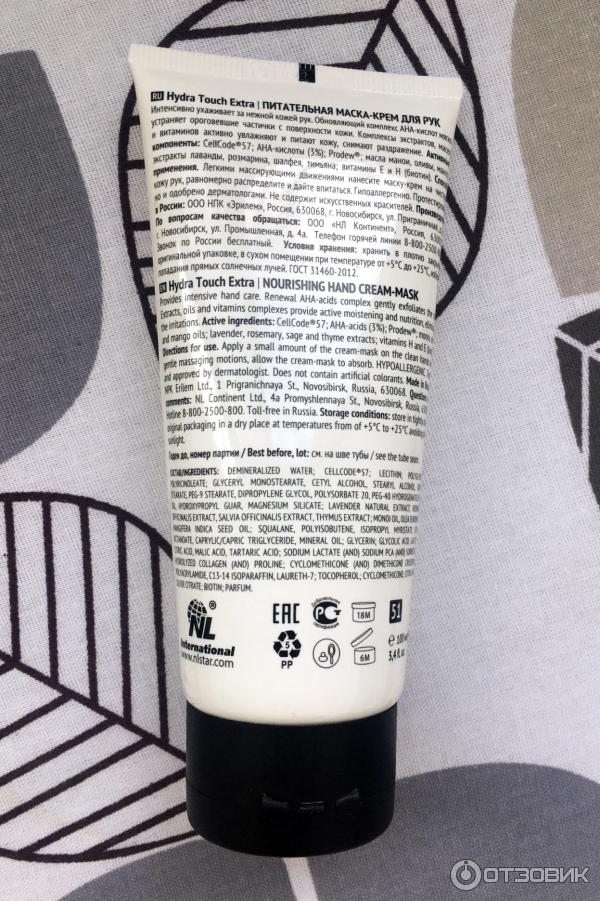 RU Hydra Touch Extra | ПИТАТЕЛЬНАЯ МАСКА-КРЕМ ДЛЯ РУК
Интенсивно ухаживает за нежной кожей рук. Обновляющий комплекс АНА-кислот мягко
устраняет ороговевшие частички с поверхности кожи. Комплексы экстрактов, масел
и витаминов активно увлажняют и питают кожу, снимают раздражение.
компоненты: CellCode®57; АНА-кислоты (3%); Prodew®; масла манои, оливы,
экстракты лаванды, розмарина, шалфея, тимьяна; витамины Е и Н (биотин).
применения. Легкими массирующими движениями нанесите маску-крем на
кожу рук, равномерно распределите и дайте впитаться. Гипоаллергенно.
но и одобрено дерматологами. Не содержит искусственных красителей.
в России: ООО НПК «Эрилем», Россия, 630068, г. Новосибирск, ул. Приграничная
По вопросам качества обращаться: ООО «НЛ Континент», Россия,
г. Новосибирск, ул. Промышленная, д. 4а. Телефон горячей линии 8-800-2500-
Звонок по России бесплатный. Условия хранения: хранить в плотно
оригинальной упаковке, в сухом помещении при температуре от +5°C до +25°C,
попадания прямых солнечных лучей. ГОСТ 31460-2012.
EN Hydra Touch Extra | NOURISHING HAND CREAM-MASK
Provides intensive hand care. Renewal AHA-acids complex gently exfoliates the
Extracts, oils and vitamins complexes provide active moistening and nutrition,
the irritations. Active ingredients: CellCode®57; AHA-acids (3%); Prodew®;
and mango oils; lavender, rosemary, sage and thyme extracts; vitamins H and E
Directions for use. Apply a small amount of the cream-mask on the clean
gentle massaging motions, allow the cream-mask to absorb. HYPOALLERGENIC
and approved by dermatologist. Does not contain artificial colorants. Made in
NPK Erilem Ltd., 1 Prigranichnaya St., Novosibirsk, Russia, 630068.
comments: NL Continent Ltd., 4a Promyshlennaya St., Novosibirsk, Russia,
Hotline 8-800-2500-800. Toll-free in Russia. Storage conditions: store in
original packaging in a dry place at temperatures from of +5°C to +25°C avoiding
sunlight.
Годен до, номер партии / Best before, lot: см. на шве тубы / see the tube seam
СОСТАВ/INGREDIENTS: DEMINERALIZED WATER; CELLCODE®57; LECITHIN;
POLYRICINOLEATE; GLYCERYL MONOSTEARATE, CETYL ALCOHOL, STEARYL ALCOHOL,
STEARATE, PEG-9 STEARATE, DIPROPYLENE GLYCOL, POLYSORBATE 20, PEG-40 HYDROGENATED
OIL, HYDROXYPROPYL GUAR, MAGNESIUM SILICATE; LAVENDER NATURAL EXTRACT,
OFFICINALIS EXTRACT, SALVIA OFFICINALIS EXTRACT, THYMUS EXTRACT; MONOI OIL, OLEA
MANGIFERA INDICA SEED OIL; SQUALANE, POLYISOBUTENE, ISOPROPYL MYRISTATE,
OCTANOATE, CAPRYLIC/CAPRIC TRIGLYCERIDE, MINERAL OIL; GLYCERIN; GLYCOLIC ACID,
CITRIC ACID, MALIC ACID, TARTARIC ACID; SODIUM LACTATE (AND) SODIUM PCA (AND)
HYDROLYZED COLLAGEN (AND) PROLINE; CYCLOMETHICONE (AND) DIMETHICONE
POLYACRYLAMIDE, C13-14 ISOPARAFFIN, LAURETH-7; TOCOPHEROL; CYCLOMETHICONE,
SILVER CITRATE; BIOTIN; PARFUM.
NL®
International
www.nlstar.com
EAC
PC
5
PP
18M
6M
51
℮ 100
3,4 fl.
ОТЗОВИК